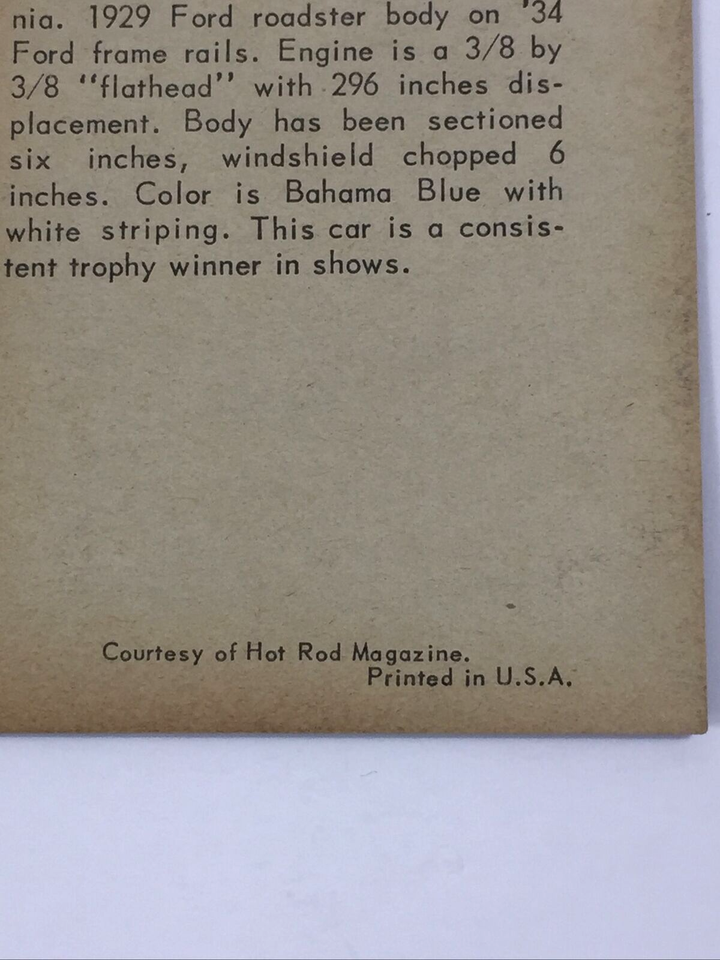 nia. 1929 Ford roadster body on '34
Ford frame rails. Engine is a 3/8 by
3/8 "flathead" with 296 inches dis-
placement. Body has been sectioned
six inches, windshield chopped 6
inches. Color is Bahama Blue with
white striping. This car is a consis-
tent trophy winner in shows.
Courtesy of Hot Rod Magazine.
Printed in U.S.A.